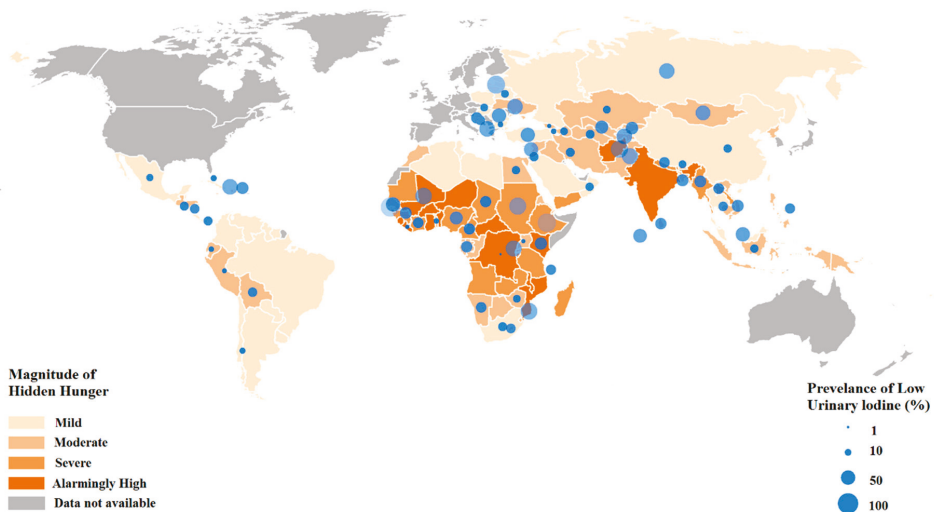 Magnitude of
Hidden Hunger
Mild
Moderate
Severe
Alarmingly High
Data not available
Prevelance of Low
Urinary lodine (%)
1
10
50
100